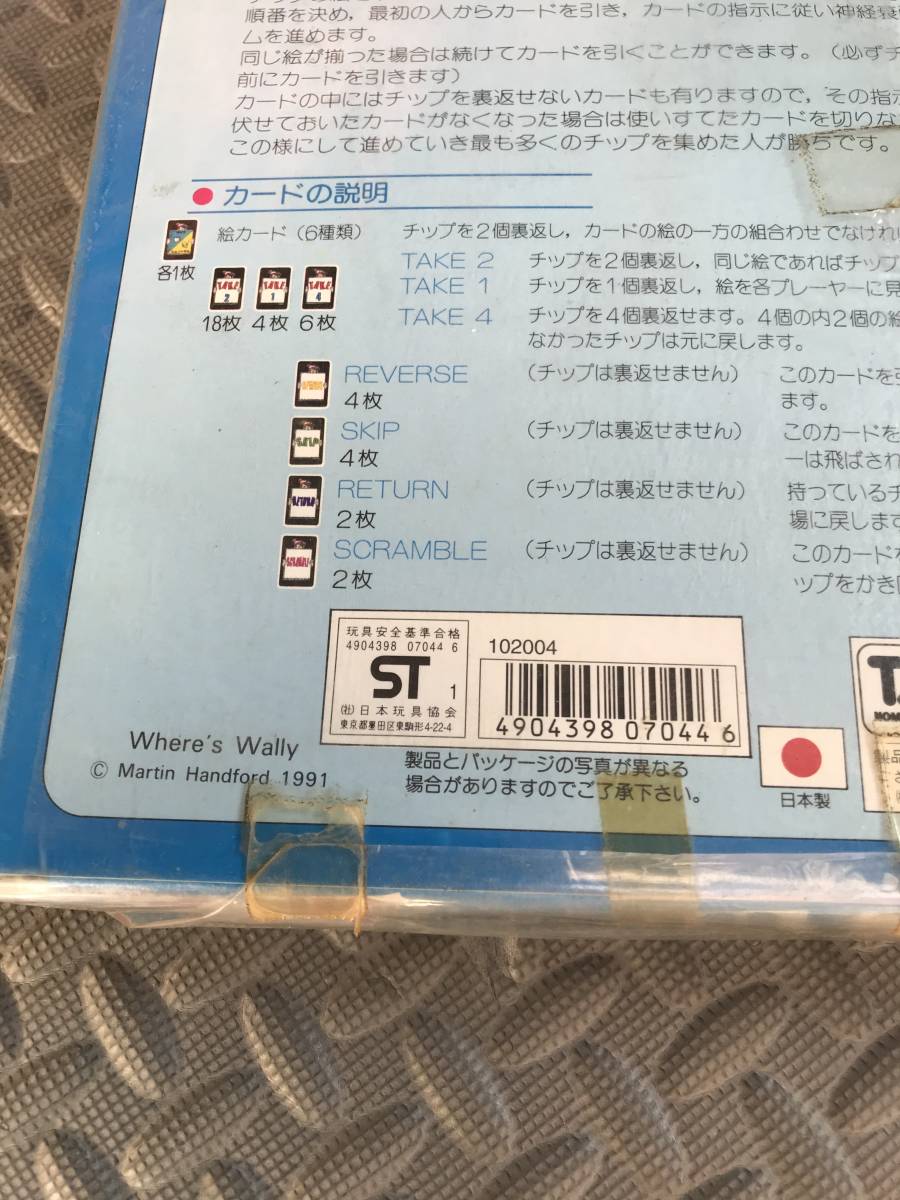 順番を決め，最初の人からカードを引き，カードの指示に従い神経衰
ムを進めます。
同じ絵が揃った場合は続けてカードを引くことができます。（必ずチ
前にカードを引きます）
カードの中にはチップを裏返せないカードも有りますので，その指示
伏せておいたカードがなくなった場合は使いすてたカードを切りな
この様にして進めていき最も多くのチップを集めた人が勝ちです。
● カードの説明
絵カード（6種類） チップを2個裏返し，カードの絵の一方の組合わせでなけれ
各1枚
TAKE 2 チップを2個裏返し，同じ絵であればチップ
TAKE 1 チップを1個裏返し，絵を各プレーヤーに見
18枚 4枚 6枚 TAKE 4 チップを4個裏返せます。4個の内2個の絵
なかったチップは元に戻します。
REVERSE （チップは裏返せません） このカードを引
4枚 ます。
SKIP （チップは裏返せません） このカードを
4枚 ーは飛ばされ
RETURN （チップは裏返せません） 持っているチ
2枚 場に戻します
SCRAMBLE （チップは裏返せません） このカードを
2枚 ップをかき
玩具安全基準合格
4904398 07044 6
ST 1
(社)日本玩具協会
東京都墨田区東駒形4-22-4
102004
4904398 070446
Where's Wally
© Martin Handford 1991
製品とパッケージの写真が異なる
場合がありますのでご了承下さい。
日本製